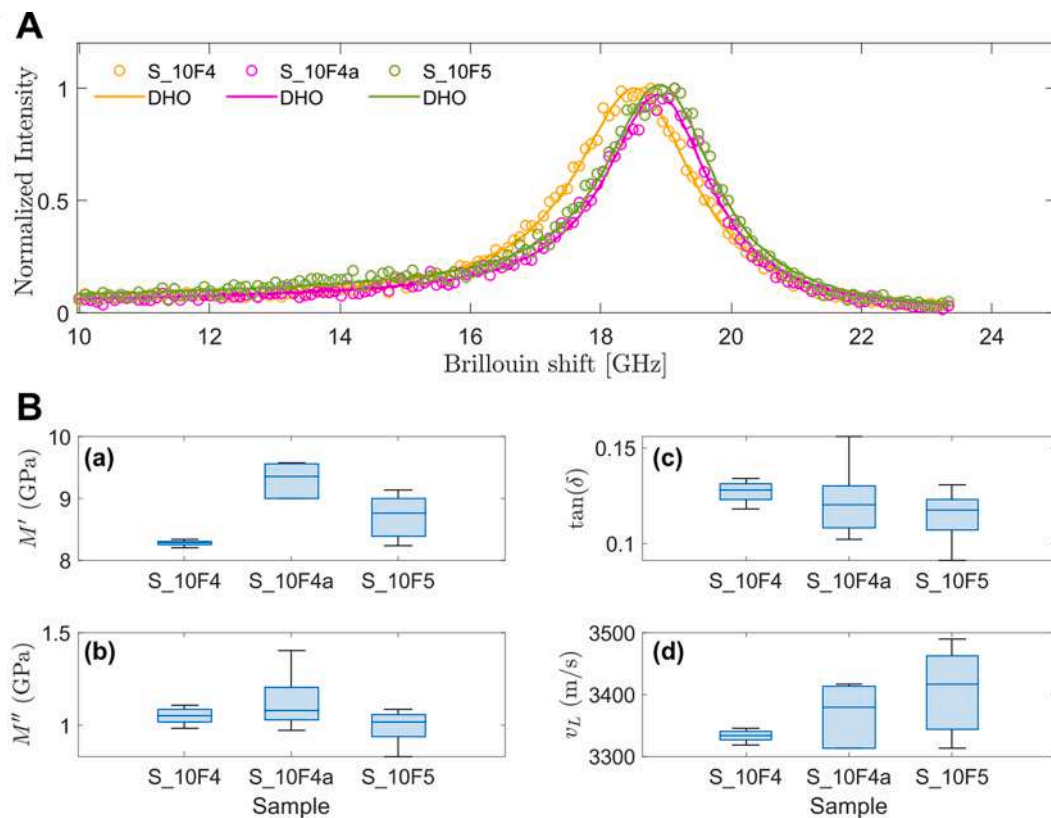 A
S_10F4 S_10F4a S_10F5
DHO DHO DHO
Normalized Intensity
1
0.5
0
10 12 14 16 18 20 22 24
Brillouin shift [GHz]
B
(a)
M′ (GPa)
10
9
8
S_10F4 S_10F4a S_10F5
(c)
tan(δ)
0.15
0.1
S_10F4 S_10F4a S_10F5
(b)
M″ (GPa)
1.5
1
S_10F4 S_10F4a S_10F5
Sample
(d)
v_L (m/s)
3500
3400
3300
S_10F4 S_10F4a S_10F5
Sample